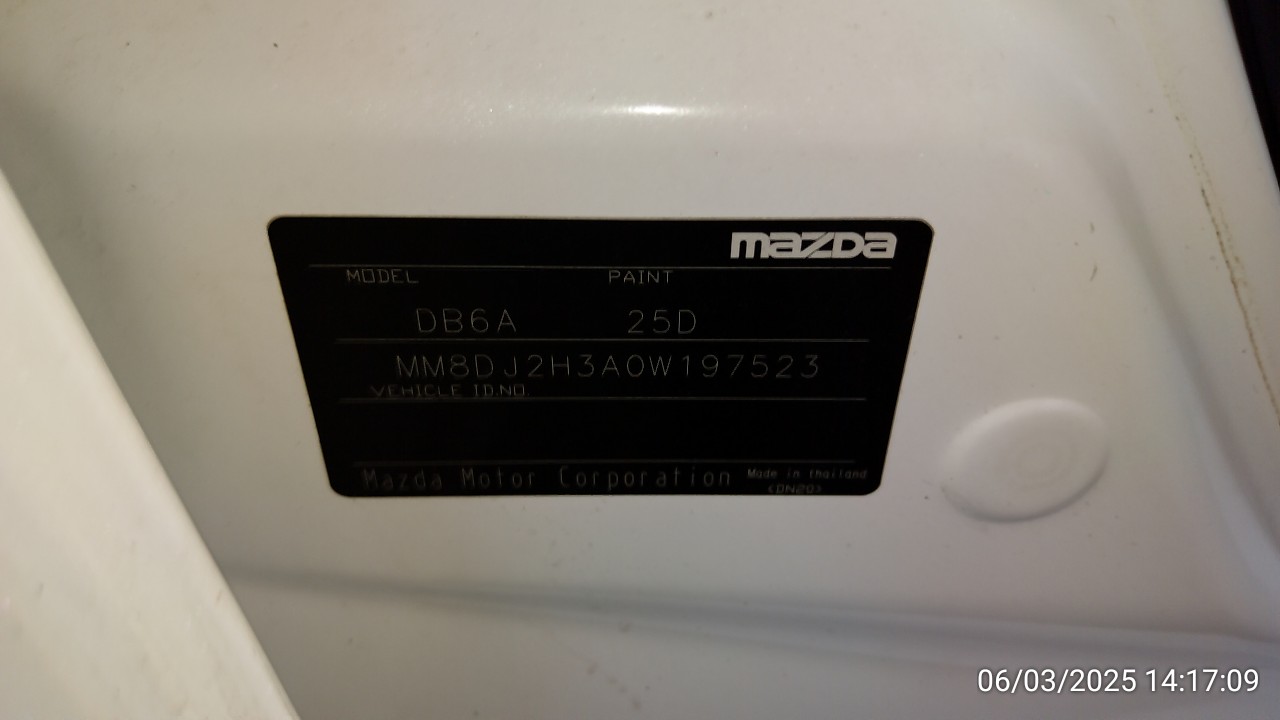 mazda
MODEL PAINT
DB6A 25D
MM8DJ2H3A0W197523
VEHICLE ID.NO.
Mazda Motor Corporation Made in thailand
<DN20>
06/03/2025 14:17:09